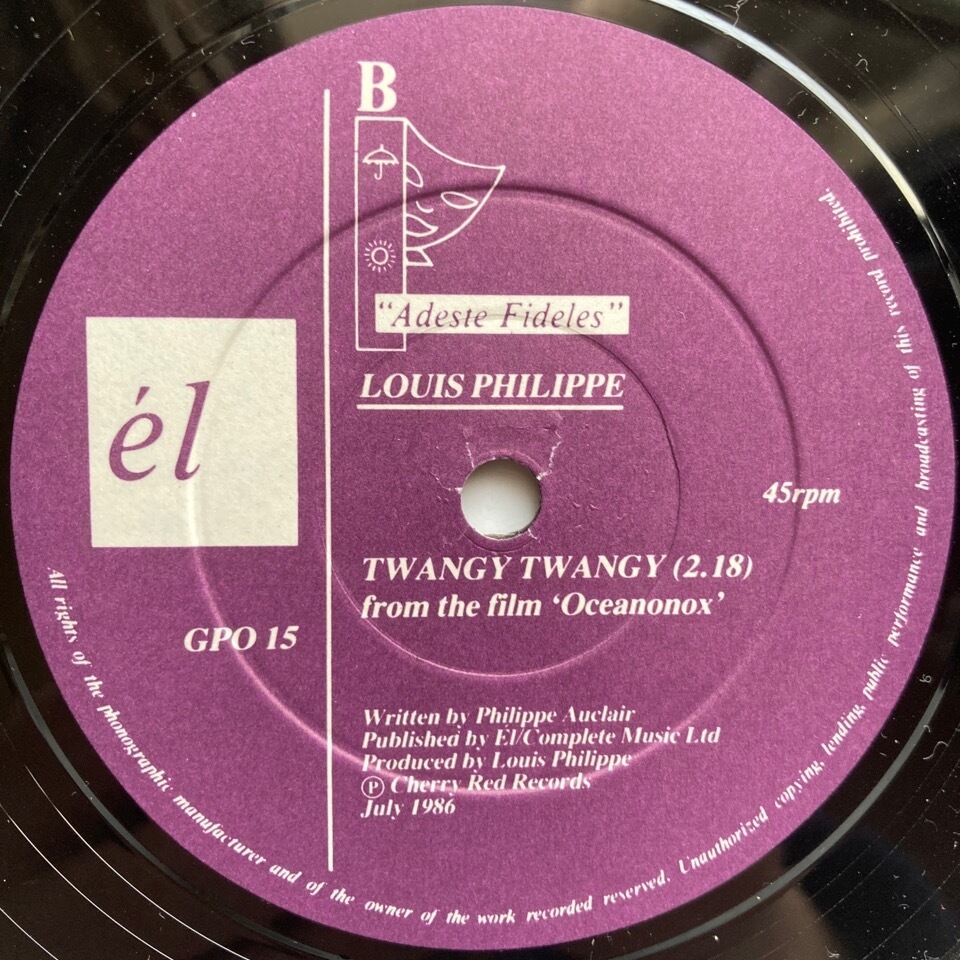 B
"Adeste Fideles"
él
LOUIS PHILIPPE
45rpm
TWANGY TWANGY (2.18)
from the film ‘Oceanonox’
GPO 15
Written by Philippe Auclair
Published by El/Complete Music Ltd
Produced by Louis Philippe
Ⓟ Cherry Red Records
July 1986
All rights of the phonographic manufacturer and of the owner of the work recorded reserved. Unauthorized copying, lending, public performance and broadcasting of this record prohibited.